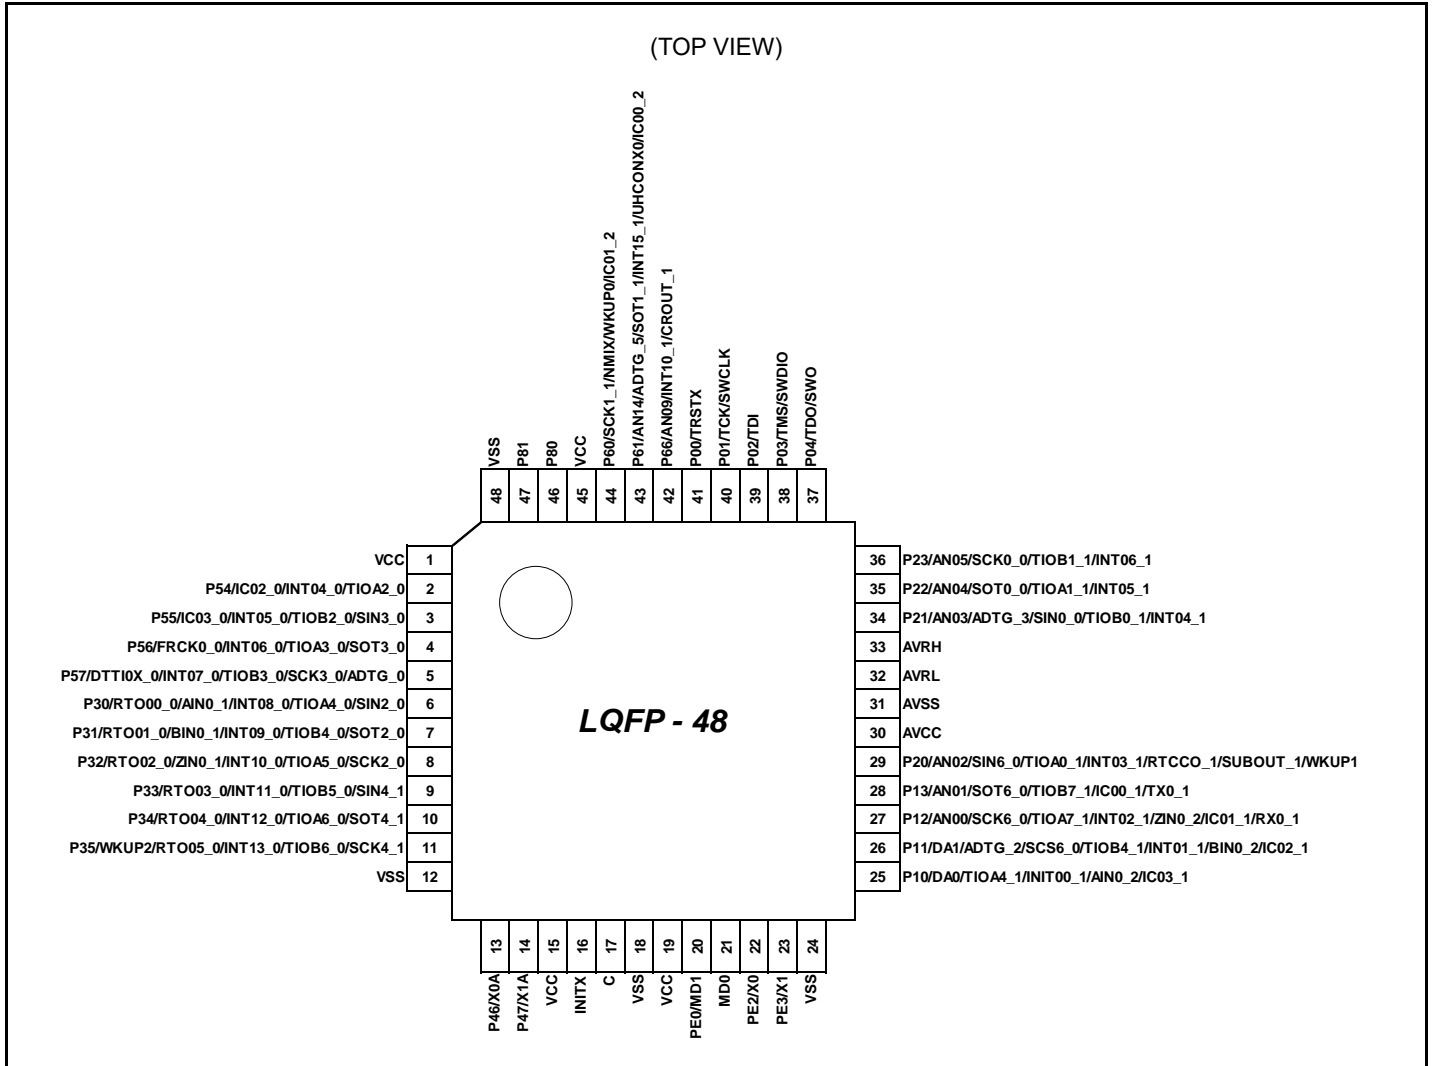 (TOP VIEW)
VSS
P81
P80
VCC
P60/SCK1_1/NMIX/WKUP0/IC01_2
P61/AN14/ADTG_5/SOT1_1/INT15_1/UHCONX0/IC00_2
P66/AN09/INT10_1/CROUT_1
P00/TRSTX
P01/TCK/SWCLK
P02/TDI
P03/TMS/SWDIO
P04/TDO/SWO
48 47 46 45 44 43 42 41 40 39 38 37
VCC 1
P54/IC02_0/INT04_0/TIOA2_0 2
P55/IC03_0/INT05_0/TIOB2_0/SIN3_0 3
P56/FRCK0_0/INT06_0/TIOA3_0/SOT3_0 4
P57/DTTI0X_0/INT07_0/TIOB3_0/SCK3_0/ADTG_0 5
P30/RTO00_0/AIN0_1/INT08_0/TIOA4_0/SIN2_0 6
P31/RTO01_0/BIN0_1/INT09_0/TIOB4_0/SOT2_0 7
P32/RTO02_0/ZIN0_1/INT10_0/TIOA5_0/SCK2_0 8
P33/RTO03_0/INT11_0/TIOB5_0/SIN4_1 9
P34/RTO04_0/INT12_0/TIOA6_0/SOT4_1 10
P35/WKUP2/RTO05_0/INT13_0/TIOB6_0/SCK4_1 11
VSS 12
LQFP - 48
36 P23/AN05/SCK0_0/TIOB1_1/INT06_1
35 P22/AN04/SOT0_0/TIOA1_1/INT05_1
34 P21/AN03/ADTG_3/SIN0_0/TIOB0_1/INT04_1
33 AVRH
32 AVRL
31 AVSS
30 AVCC
29 P20/AN02/SIN6_0/TIOA0_1/INT03_1/RTCCO_1/SUBOUT_1/WKUP1
28 P13/AN01/SOT6_0/TIOB7_1/IC00_1/TX0_1
27 P12/AN00/SCK6_0/TIOA7_1/INT02_1/ZIN0_2/IC01_1/RX0_1
26 P11/DA1/ADTG_2/SCS6_0/TIOB4_1/INT01_1/BIN0_2/IC02_1
25 P10/DA0/TIOA4_1/INIT00_1/AIN0_2/IC03_1
13 14 15 16 17 18 19 20 21 22 23 24
P46/X0A
P47/X1A
VCC
INITX
C
VSS
VCC
PE0/MD1
MD0
PE2/X0
PE3/X1
VSS